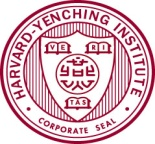 HARVARD-YENCHING INSTITUTE
VE RI
TAS
· CORPORATE SEAL ·